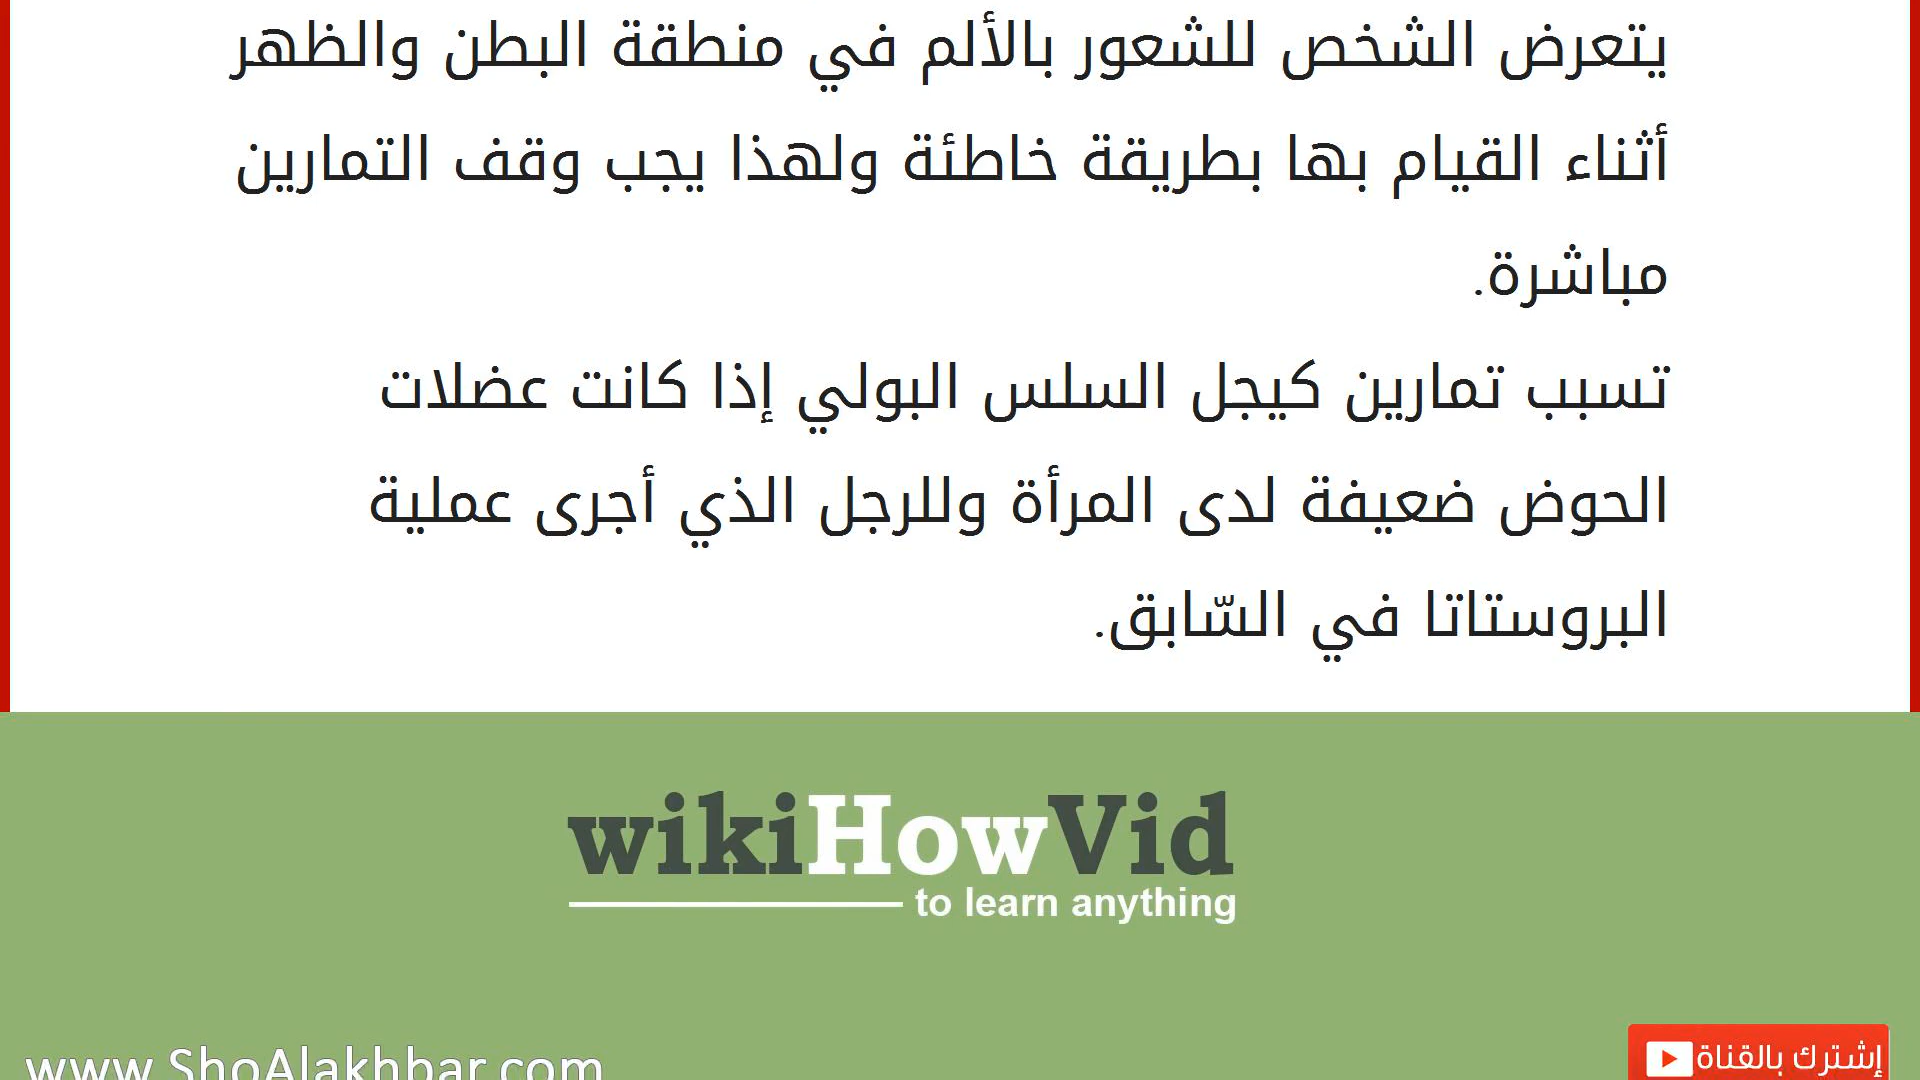 يتعرض الشخص للشعور بالألم في منطقة البطن والظهر
أثناء القيام بها بطريقة خاطئة ولهذا يجب وقف التمارين
مباشرة.
تسبب تمارين كيجل السلس البولي إذا كانت عضلات
الحوض ضعيفة لدى المرأة وللرجل الذي أجرى عملية
البروستاتا في السّابق.
wikiHowVid
to learn anything
www.ShoAlakhbar.com
إشترك بالقناة